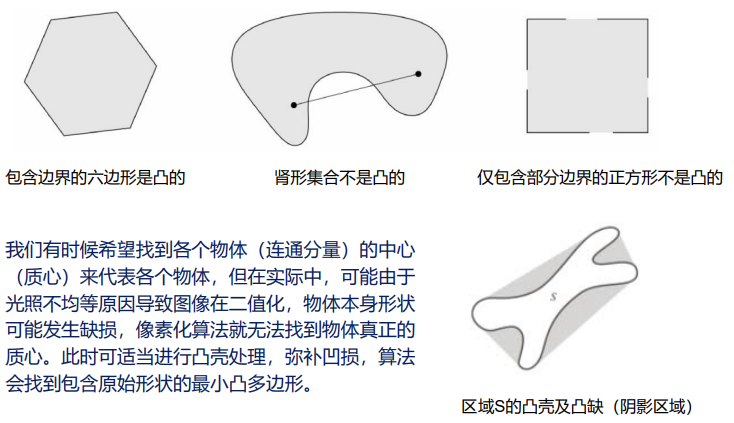 包含边界的六边形是凸的
肾形集合不是凸的
仅包含部分边界的正方形不是凸的
我们有时候希望找到各个物体（连通分量）的中心
（质心）来代表各个物体，但在实际中，可能由于
光照不均等原因导致图像在二值化，物体本身形状
可能发生缺损，像素化算法就无法找到物体真正的
质心。此时可适当进行凸壳处理，弥补凹损，算法
会找到包含原始形状的最小凸多边形。
S
区域S的凸壳及凸缺（阴影区域）